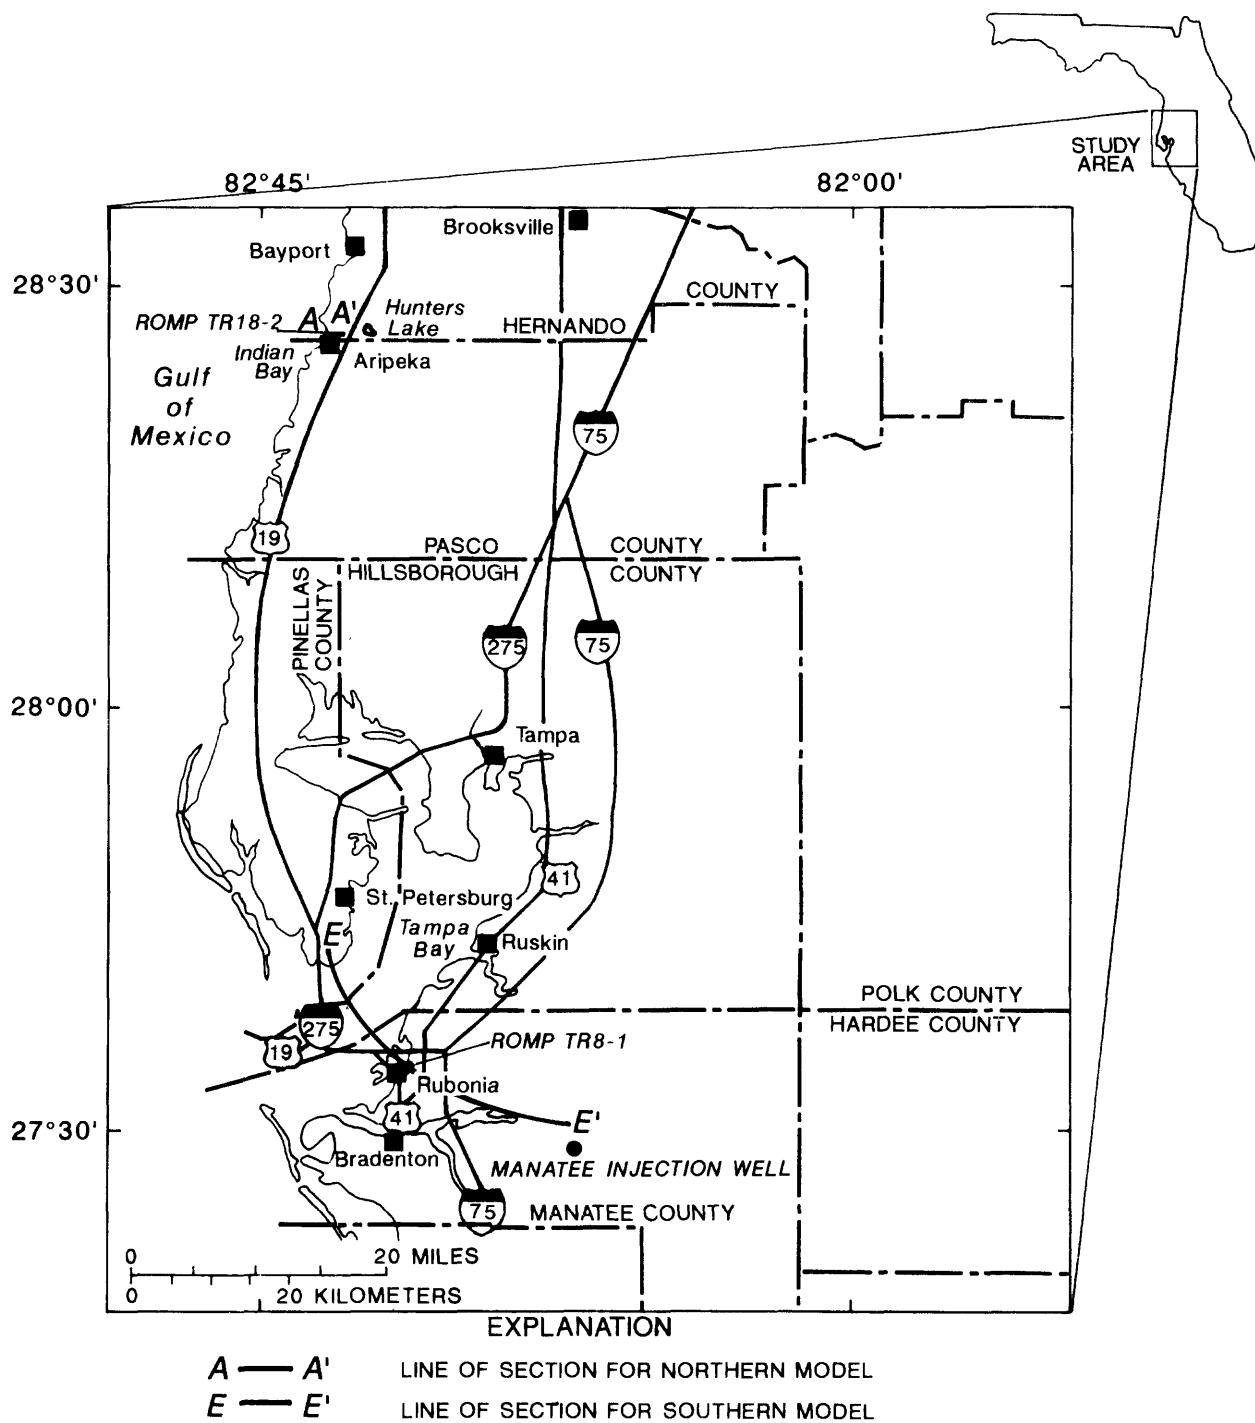 STUDY
AREA
82°45'
82°00'
Brooksville
Bayport
28°30'
COUNTY
ROMP TR18-2
A A'
Hunters
Lake
HERNANDO
Indian
Bay
Aripeka
Gulf
of
Mexico
75
19
PASCO COUNTY
HILLSBOROUGH COUNTY
PINELLAS
COUNTY
275
75
28°00'
Tampa
41
St. Petersburg
E
Tampa
Bay
Ruskin
POLK COUNTY
HARDEE COUNTY
275
19
ROMP TR8-1
Rubonia
41
E'
27°30'
Bradenton
MANATEE INJECTION WELL
75
MANATEE COUNTY
0 20 MILES
0 20 KILOMETERS
EXPLANATION
A A' LINE OF SECTION FOR NORTHERN MODEL
E E' LINE OF SECTION FOR SOUTHERN MODEL